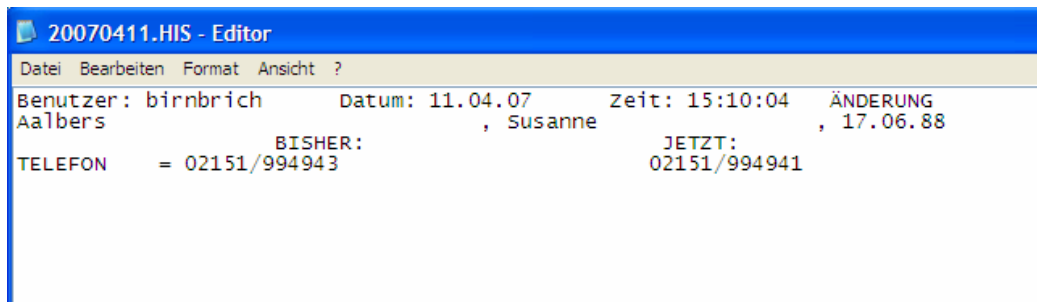 20070411.HIS - Editor
Datei Bearbeiten Format Ansicht ?
Benutzer: birnbrich Datum: 11.04.07 Zeit: 15:10:04 ÄNDERUNG
Aalbers , Susanne , 17.06.88
BISHER: JETZT:
TELEFON = 02151/994943 02151/994941